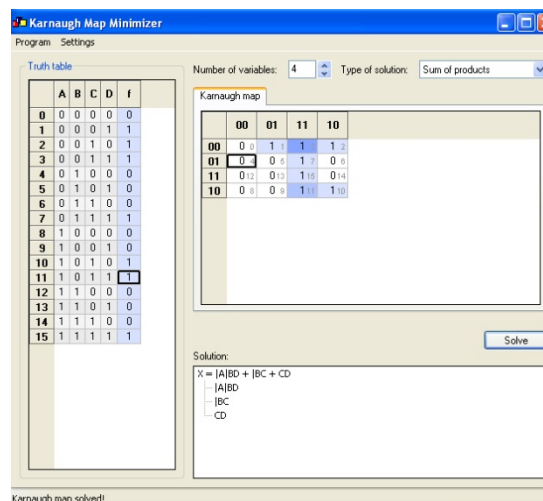 Karnaugh Map Minimizer
Program Settings
Truth table
A B C D f
0 0 0 0 0 0
1 0 0 0 1 1
2 0 0 1 0 1
3 0 0 1 1 1
4 0 1 0 0 0
5 0 1 0 1 0
6 0 1 1 0 0
7 0 1 1 1 1
8 1 0 0 0 0
9 1 0 0 1 0
10 1 0 1 0 1
11 1 0 1 1 1
12 1 1 0 0 0
13 1 1 0 1 0
14 1 1 1 0 0
15 1 1 1 1 1
Number of variables: 4 Type of solution: Sum of products
Karnaugh map
00 01 11 10
00 0 0 1 1 1 1 2
01 0 4 0 5 1 7 0 6
11 0 12 0 13 1 15 0 14
10 0 8 0 9 1 11 1 10
Solve
Solution:
X = |A|BD + |BC + CD
|A|BD
|BC
CD
Karnaugh map solved!